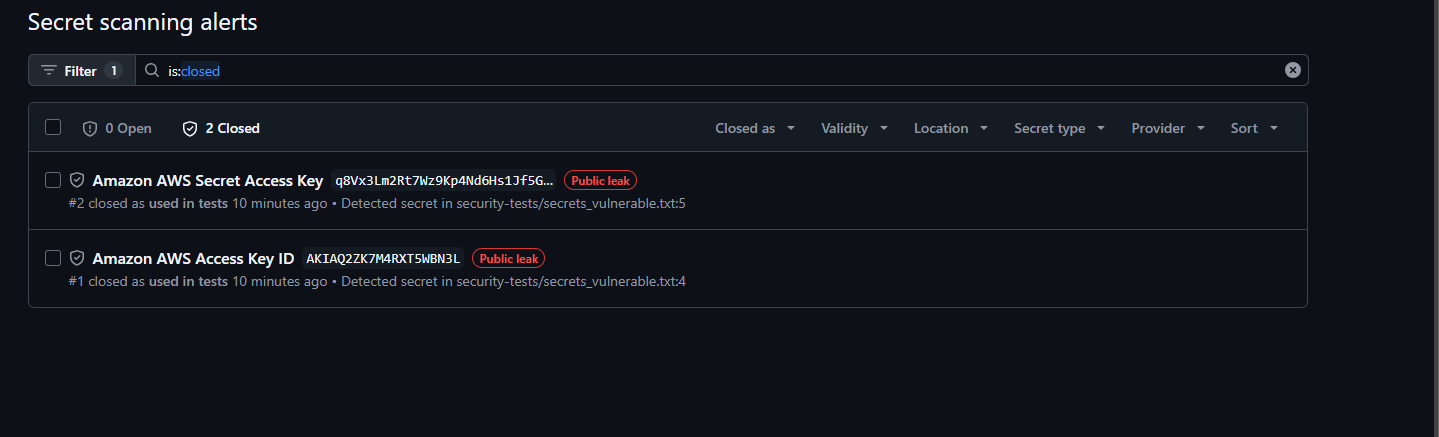 Secret scanning alerts
Filter 1 is:closed
0 Open 2 Closed Closed as Validity Location Secret type Provider Sort
Amazon AWS Secret Access Key q8Vx3Lm2Rt7Wz9Kp4Nd6Hs1Jf5G… Public leak
#2 closed as used in tests 10 minutes ago • Detected secret in security-tests/secrets_vulnerable.txt:5
Amazon AWS Access Key ID AKIAQ2ZK7M4RXT5WBN3L Public leak
#1 closed as used in tests 10 minutes ago • Detected secret in security-tests/secrets_vulnerable.txt:4